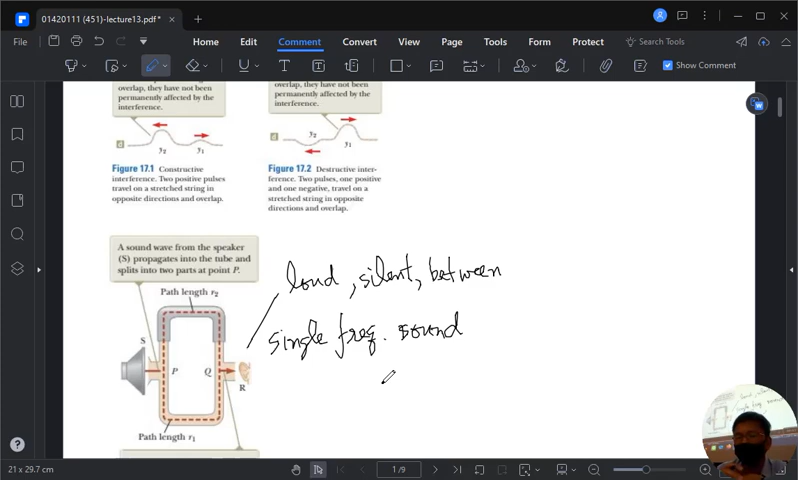 01420111 (451)-lecture13.pdf *
File
Home
Edit
Comment
Convert
View
Page
Tools
Form
Protect
Search Tools
Show Comment
overlap, they have not been
permanently affected by the
interference.
overlap, they have not been
permanently affected by the
interference.
c
y2
y1
d
y2
y1
Figure 17.1 Constructive
interference. Two positive pulses
travel on a stretched string in
opposite directions and overlap.
Figure 17.2 Destructive inter-
ference. Two pulses, one positive
and one negative, travel on a
stretched string in opposite
directions and overlap.
A sound wave from the speaker
(S) propagates into the tube and
splits into two parts at point P.
loud, silent, between
Path length r2
single freq. sound
S
P
Q
R
Path length r1
21 x 29.7 cm
1 /9